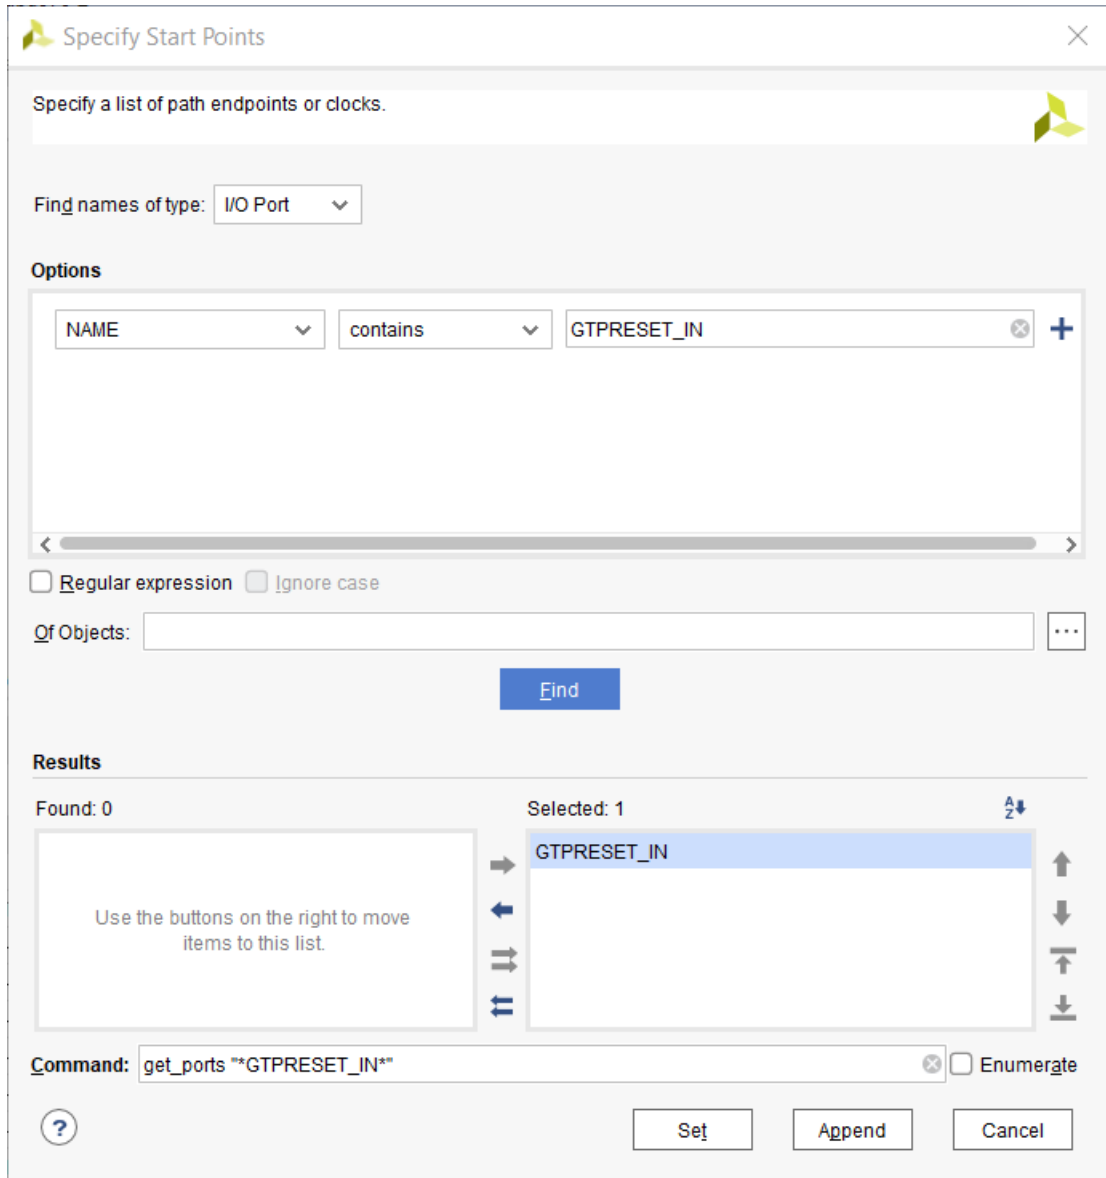 Specify Start Points
Specify a list of path endpoints or clocks.
Find names of type: I/O Port
Options
NAME contains GTPRESET_IN
Regular expression Ignore case
Of Objects: ...
Find
Results
Found: 0 Selected: 1
GTPRESET_IN
Use the buttons on the right to move
items to this list.
Command: get_ports "*GTPRESET_IN*" Enumerate
? Set Append Cancel